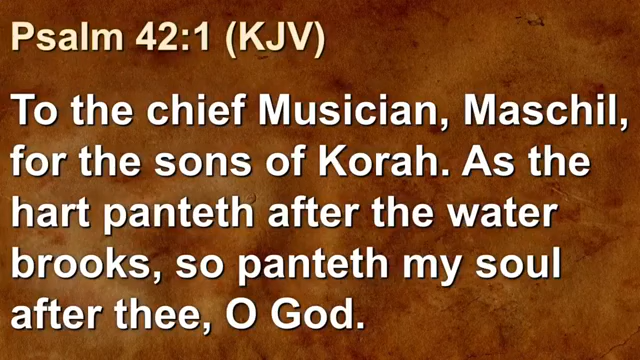 Psalm 42:1 (KJV)
To the chief Musician, Maschil,
for the sons of Korah. As the
hart panteth after the water
brooks, so panteth my soul
after thee, O God.